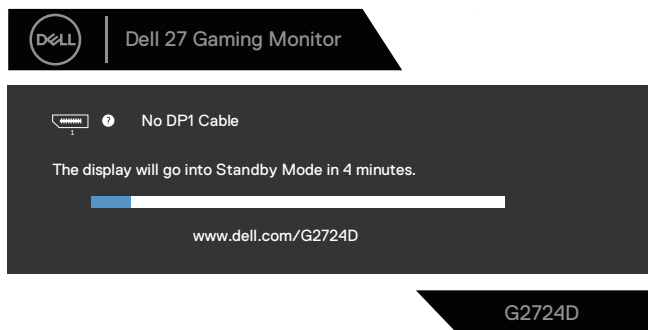 DELL
Dell 27 Gaming Monitor
? No DP1 Cable
1
The display will go into Standby Mode in 4 minutes.
www.dell.com/G2724D
G2724D